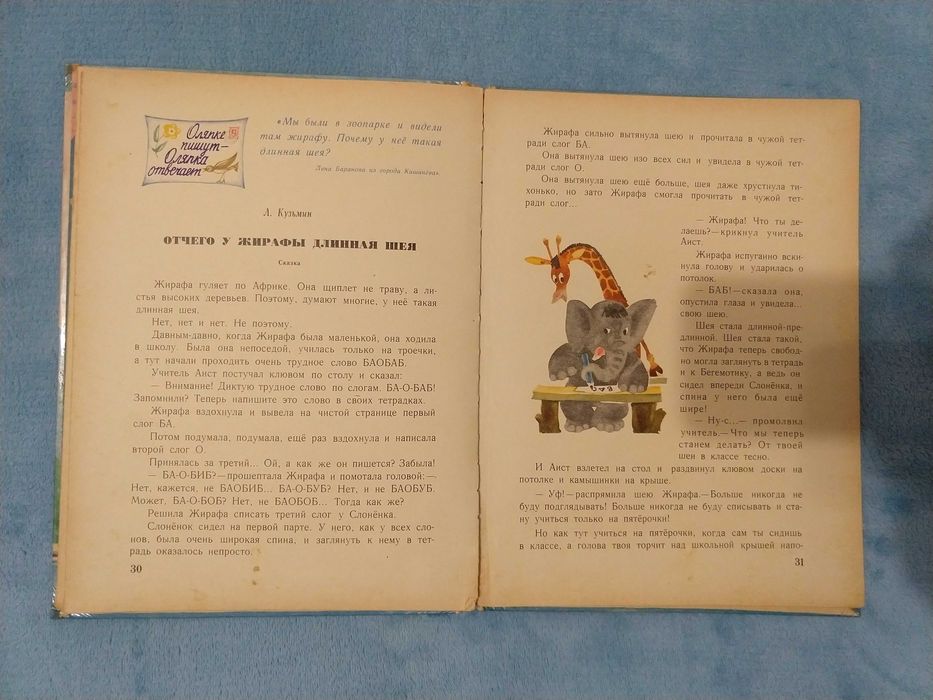 Оляпке
пишут—
Оляпка
отвечает
«Мы были в зоопарке и видели
там жирафу. Почему у неё такая
длинная шея?
Лена Баранова из города Кишинёва»
Л. Кузьмин
ОТЧЕГО У ЖИРАФЫ ДЛИННАЯ ШЕЯ
Сказка
Жирафа гуляет по Африке. Она щиплет не траву, а ли-
стья высоких деревьев. Поэтому, думают многие, у неё такая
длинная шея.
Нет, нет и нет. Не поэтому.
Давным-давно, когда Жирафа была маленькой, она ходила
в школу. Была она непоседой, училась только на троечки,
а тут начали проходить очень трудное слово БАОБАБ.
Учитель Аист постучал клювом по столу и сказал:
— Внимание! Диктую трудное слово по слогам. БА-О-БАБ!
Запомнили? Теперь напишите это слово в своих тетрадках.
Жирафа вздохнула и вывела на чистой странице первый
слог БА.
Потом подумала, подумала, ещё раз вздохнула и написала
второй слог О.
Принялась за третий... Ой, а как же он пишется? Забыла!
— БА-О-БИБ?—прошептала Жирафа и помотала головой:—
Нет, кажется, не БАОБИБ... БА-О-БУБ? Нет, и не БАОБУБ.
Может, БА-О-БОБ? Нет, не БАОБОБ... Тогда как же?
Решила Жирафа списать третий слог у Слонёнка.
Слонёнок сидел на первой парте. У него, как у всех сло-
нов, была очень широкая спина, и заглянуть к нему в тет-
радь оказалось непросто.
30
Жирафа сильно вытянула шею и прочитала в чужой тет-
ради слог БА.
Она вытянула шею изо всех сил и увидела в чужой тет-
ради слог О.
Она вытянула шею ещё больше, шея даже хрустнула ти-
хонько, но зато Жирафа смогла прочитать в чужой тет-
ради слог...
— Жирафа! Что ты де-
лаешь?—крикнул учитель
Аист.
Жирафа испуганно вски-
нула голову и ударилась о
потолок.
— БАБ!—сказала она,
опустила глаза и увидела...
свою шею.
Шея стала длинной-пре-
длинной. Шея стала такой,
что Жирафа теперь свобод-
но могла заглянуть в тетрадь
и к Бегемотику, а ведь он
сидел впереди Слонёнка, и
спина у него была ещё
шире!
— Ну-с...— промолвил
учитель.— Что мы теперь
станем делать? От твоей
шеи в классе тесно.
И Аист взлетел на стол и раздвинул клювом доски на
потолке и камышинки на крыше.
— Уф!—распрямила шею Жирафа.—Больше никогда не
буду подглядывать! Больше никогда не буду списывать и ста-
ну учиться только на пятёрочки!
Но как тут учиться на пятёрочки, когда сам ты сидишь
в классе, а голова твоя торчит над школьной крышей напо-
31